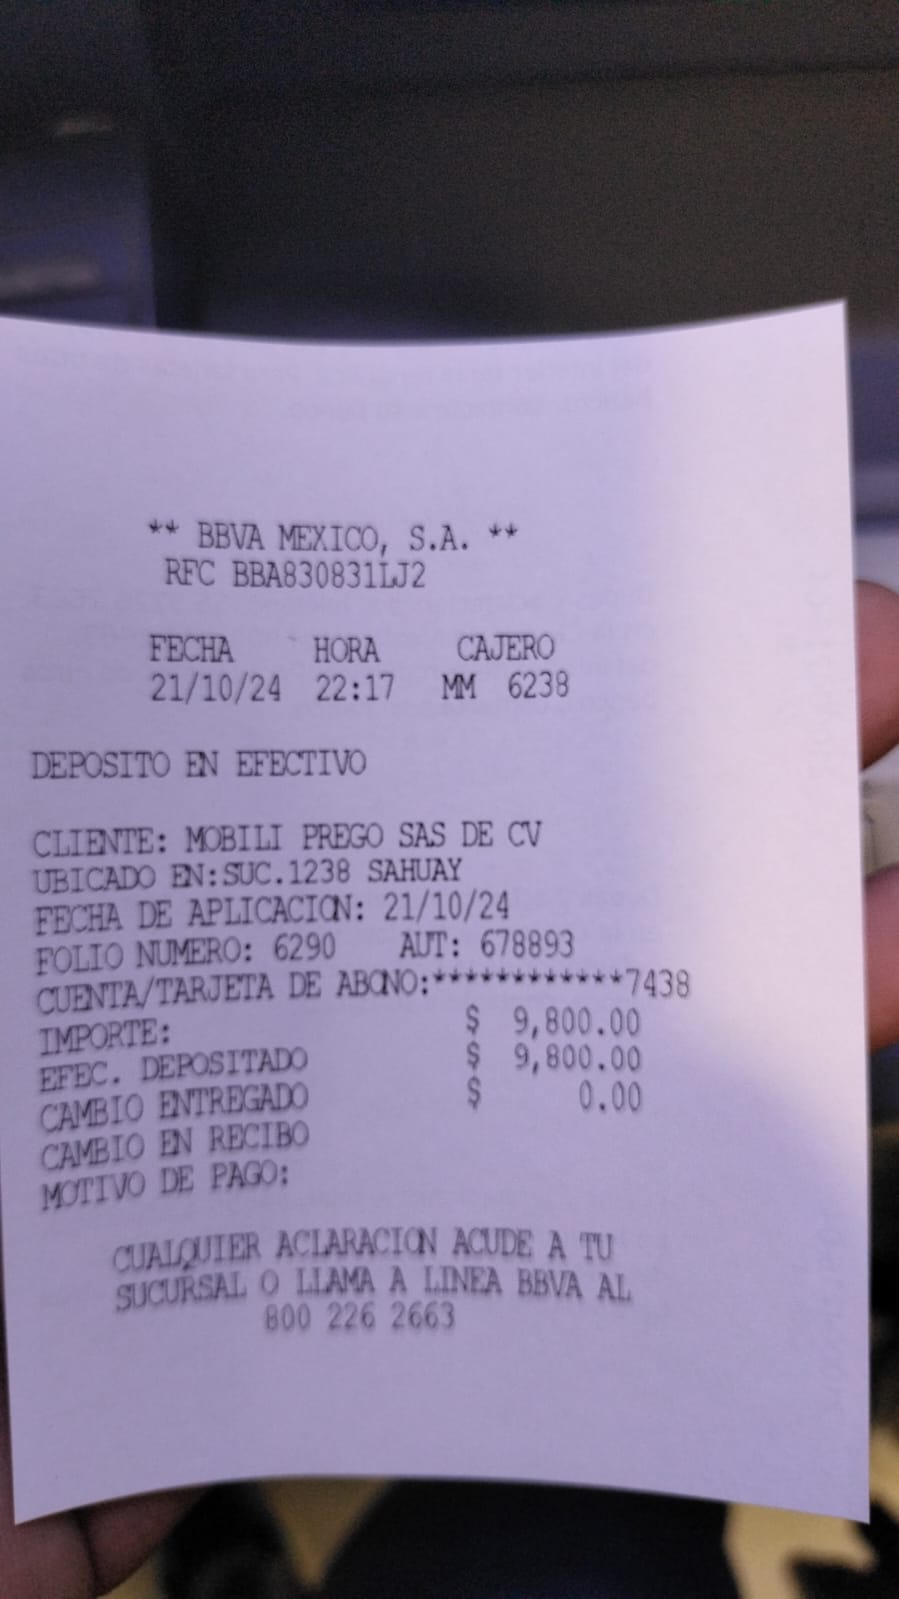 ** BBVA MEXICO, S.A. **
RFC BBA830831LJ2
FECHA HORA CAJERO
21/10/24 22:17 MM 6238
DEPOSITO EN EFECTIVO
CLIENTE: MOBILI PREGO SAS DE CV
UBICADO EN:SUC.1238 SAHUAY
FECHA DE APLICACION: 21/10/24
FOLIO NUMERO: 6290 AUT: 678893
CUENTA/TARJETA DE ABONO:************7438
IMPORTE: $ 9,800.00
EFEC. DEPOSITADO $ 9,800.00
CAMBIO ENTREGADO $ 0.00
CAMBIO EN RECIBO
MOTIVO DE PAGO:
CUALQUIER ACLARACION ACUDE A TU
SUCURSAL O LLAMA A LINEA BBVA AL
800 226 2663